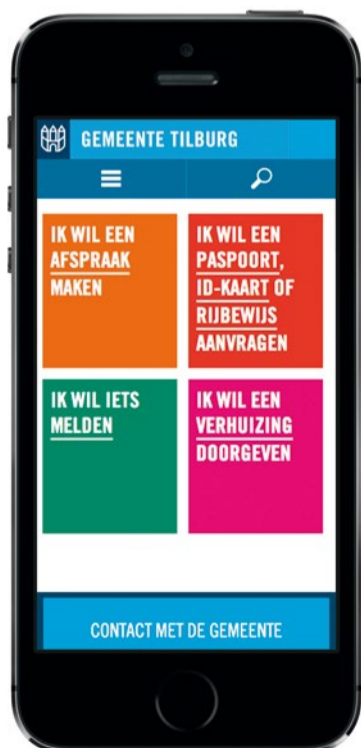 GEMEENTE TILBURG
IK WIL EEN
AFSPRAAK
MAKEN
IK WIL EEN
PASPOORT,
ID-KAART OF
RIJBEWIJS
AANVRAGEN
IK WIL IETS
MELDEN
IK WIL EEN
VERHUIZING
DOORGEVEN
CONTACT MET DE GEMEENTE